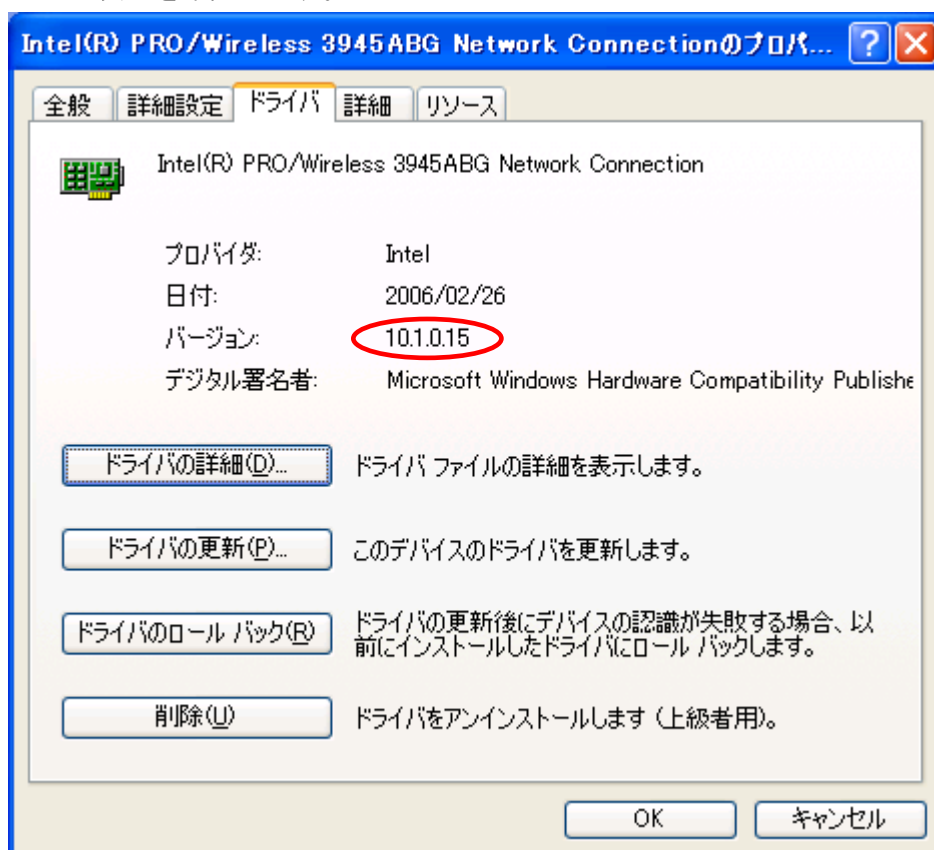 Intel(R) PRO/Wireless 3945ABG Network Connectionのプロパ...
全般 詳細設定 ドライバ 詳細 リソース
Intel(R) PRO/Wireless 3945ABG Network Connection
プロバイダ: Intel
日付: 2006/02/26
バージョン: 10.1.0.15
デジタル署名者: Microsoft Windows Hardware Compatibility Publishe
ドライバの詳細(D)... ドライバ ファイルの詳細を表示します。
ドライバの更新(P)... このデバイスのドライバを更新します。
ドライバのロール バック(R) ドライバの更新後にデバイスの認識が失敗する場合、以
前にインストールしたドライバにロール バックします。
削除(U) ドライバをアンインストールします (上級者用)。
OK キャンセル